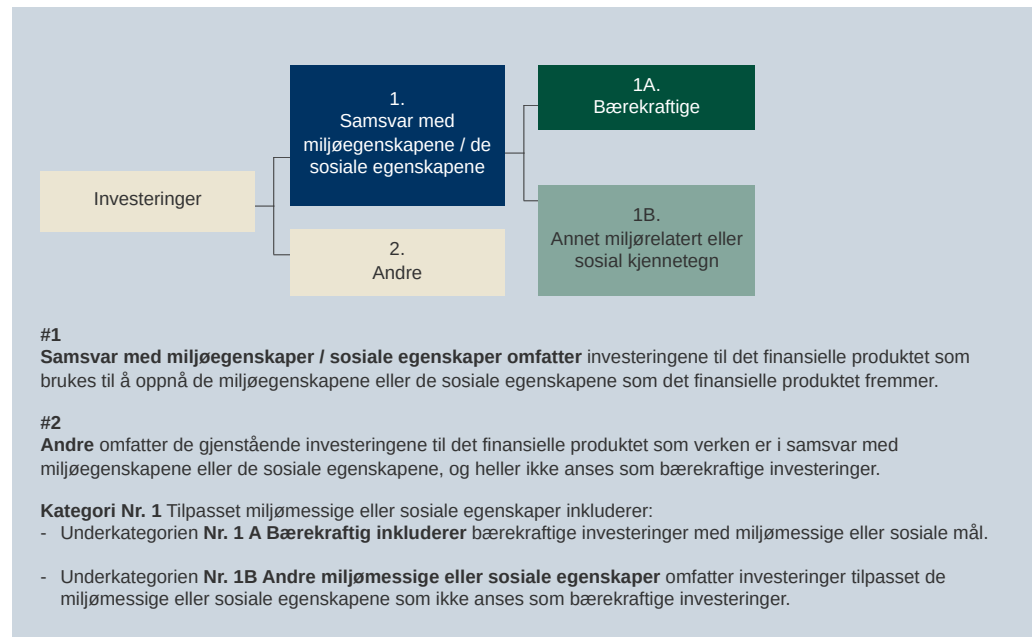 1.
Samsvar med
miljøegenskapene / de
sosiale egenskapene
1A.
Bærekraftige
Investeringer
1B.
Annet miljørelatert eller
sosial kjennetegn
2.
Andre
#1
Samsvar med miljøegenskaper / sosiale egenskaper omfatter investeringene til det finansielle produktet som
brukes til å oppnå de miljøegenskapene eller de sosiale egenskapene som det finansielle produktet fremmer.
#2
Andre omfatter de gjenstående investeringene til det finansielle produktet som verken er i samsvar med
miljøegenskapene eller de sosiale egenskapene, og heller ikke anses som bærekraftige investeringer.
Kategori Nr. 1 Tilpasset miljømessige eller sosiale egenskaper inkluderer:
- Underkategorien Nr. 1 A Bærekraftig inkluderer bærekraftige investeringer med miljømessige eller sosiale mål.
- Underkategorien Nr. 1B Andre miljømessige eller sosiale egenskaper omfatter investeringer tilpasset de
miljømessige eller sosiale egenskapene som ikke anses som bærekraftige investeringer.